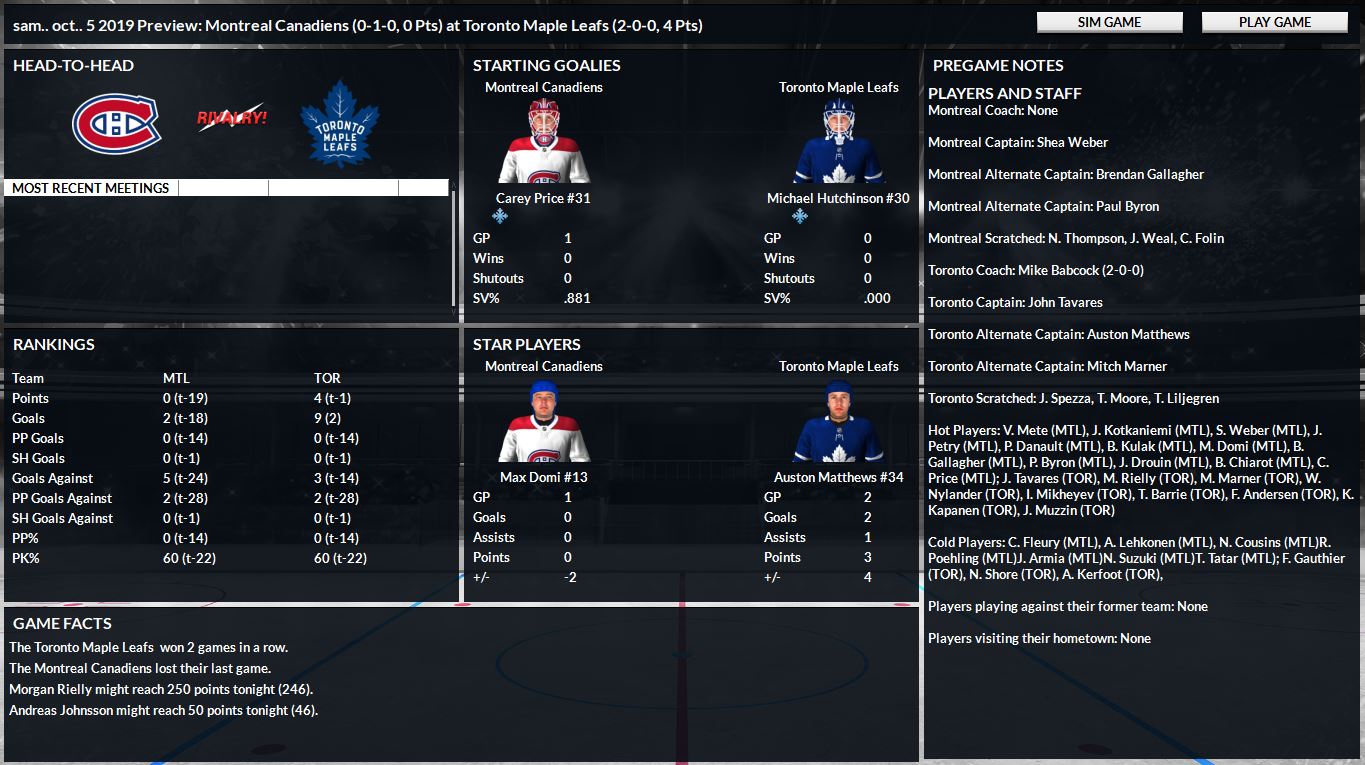 sam.. oct.. 5 2019 Preview: Montreal Canadiens (0-1-0, 0 Pts) at Toronto Maple Leafs (2-0-0, 4 Pts)
SIM GAME
PLAY GAME
HEAD-TO-HEAD
RIVALRY!
TORONTO
MAPLE
LEAFS
MOST RECENT MEETINGS
STARTING GOALIES
Montreal Canadiens
Toronto Maple Leafs
Carey Price #31
Michael Hutchinson #30
GP 1 GP 0
Wins 0 Wins 0
Shutouts 0 Shutouts 0
SV% .881 SV% .000
RANKINGS
Team MTL TOR
Points 0 (t-19) 4 (t-1)
Goals 2 (t-18) 9 (2)
PP Goals 0 (t-14) 0 (t-14)
SH Goals 0 (t-1) 0 (t-1)
Goals Against 5 (t-24) 3 (t-14)
PP Goals Against 2 (t-28) 2 (t-28)
SH Goals Against 0 (t-1) 0 (t-1)
PP% 0 (t-14) 0 (t-14)
PK% 60 (t-22) 60 (t-22)
STAR PLAYERS
Montreal Canadiens
Toronto Maple Leafs
Max Domi #13
Auston Matthews #34
GP 1 GP 2
Goals 0 Goals 2
Assists 0 Assists 1
Points 0 Points 3
+/- -2 +/- 4
GAME FACTS
The Toronto Maple Leafs won 2 games in a row.
The Montreal Canadiens lost their last game.
Morgan Rielly might reach 250 points tonight (246).
Andreas Johnsson might reach 50 points tonight (46).
PREGAME NOTES
PLAYERS AND STAFF
Montreal Coach: None
Montreal Captain: Shea Weber
Montreal Alternate Captain: Brendan Gallagher
Montreal Alternate Captain: Paul Byron
Montreal Scratched: N. Thompson, J. Weal, C. Folin
Toronto Coach: Mike Babcock (2-0-0)
Toronto Captain: John Tavares
Toronto Alternate Captain: Auston Matthews
Toronto Alternate Captain: Mitch Marner
Toronto Scratched: J. Spezza, T. Moore, T. Liljegren
Hot Players: V. Mete (MTL), J. Kotkaniemi (MTL), S. Weber (MTL), J.
Petry (MTL), P. Danault (MTL), B. Kulak (MTL), M. Domi (MTL), B.
Gallagher (MTL), P. Byron (MTL), J. Drouin (MTL), B. Chiarot (MTL), C.
Price (MTL); J. Tavares (TOR), M. Rielly (TOR), M. Marner (TOR), W.
Nylander (TOR), I. Mikheyev (TOR), T. Barrie (TOR), F. Andersen (TOR), K.
Kapanen (TOR), J. Muzzin (TOR)
Cold Players: C. Fleury (MTL), A. Lehkonen (MTL), N. Cousins (MTL)R.
Poehling (MTL)J. Armia (MTL)N. Suzuki (MTL)T. Tatar (MTL); F. Gauthier
(TOR), N. Shore (TOR), A. Kerfoot (TOR),
Players playing against their former team: None
Players visiting their hometown: None